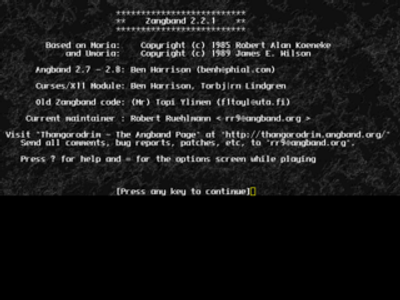 **************************
**    Zangband 2.2.1    **
**************************
Based on Moria:    Copyright (c) 1985 Robert Alan Koeneke
and Umoria:    Copyright (c) 1989 James E. Wilson
Angband 2.7 - 2.8: Ben Harrison (benh@phial.com)
Curses/X11 Module: Ben Harrison, Torbj|rn Lindgren
Old Zangband code: (Mr) Topi Ylinen (f1toyl@uta.fi)
Current maintainer : Robert Ruehlmann < rr9@angband.org >
Visit "Thangorodrim - The Angband Page" at "http://thangorodrim.angband.org/"
Send all comments, bug reports, patches, etc, to "rr9@angband.org".
Press ? for help and = for the options screen while playing
[Press any key to continue]